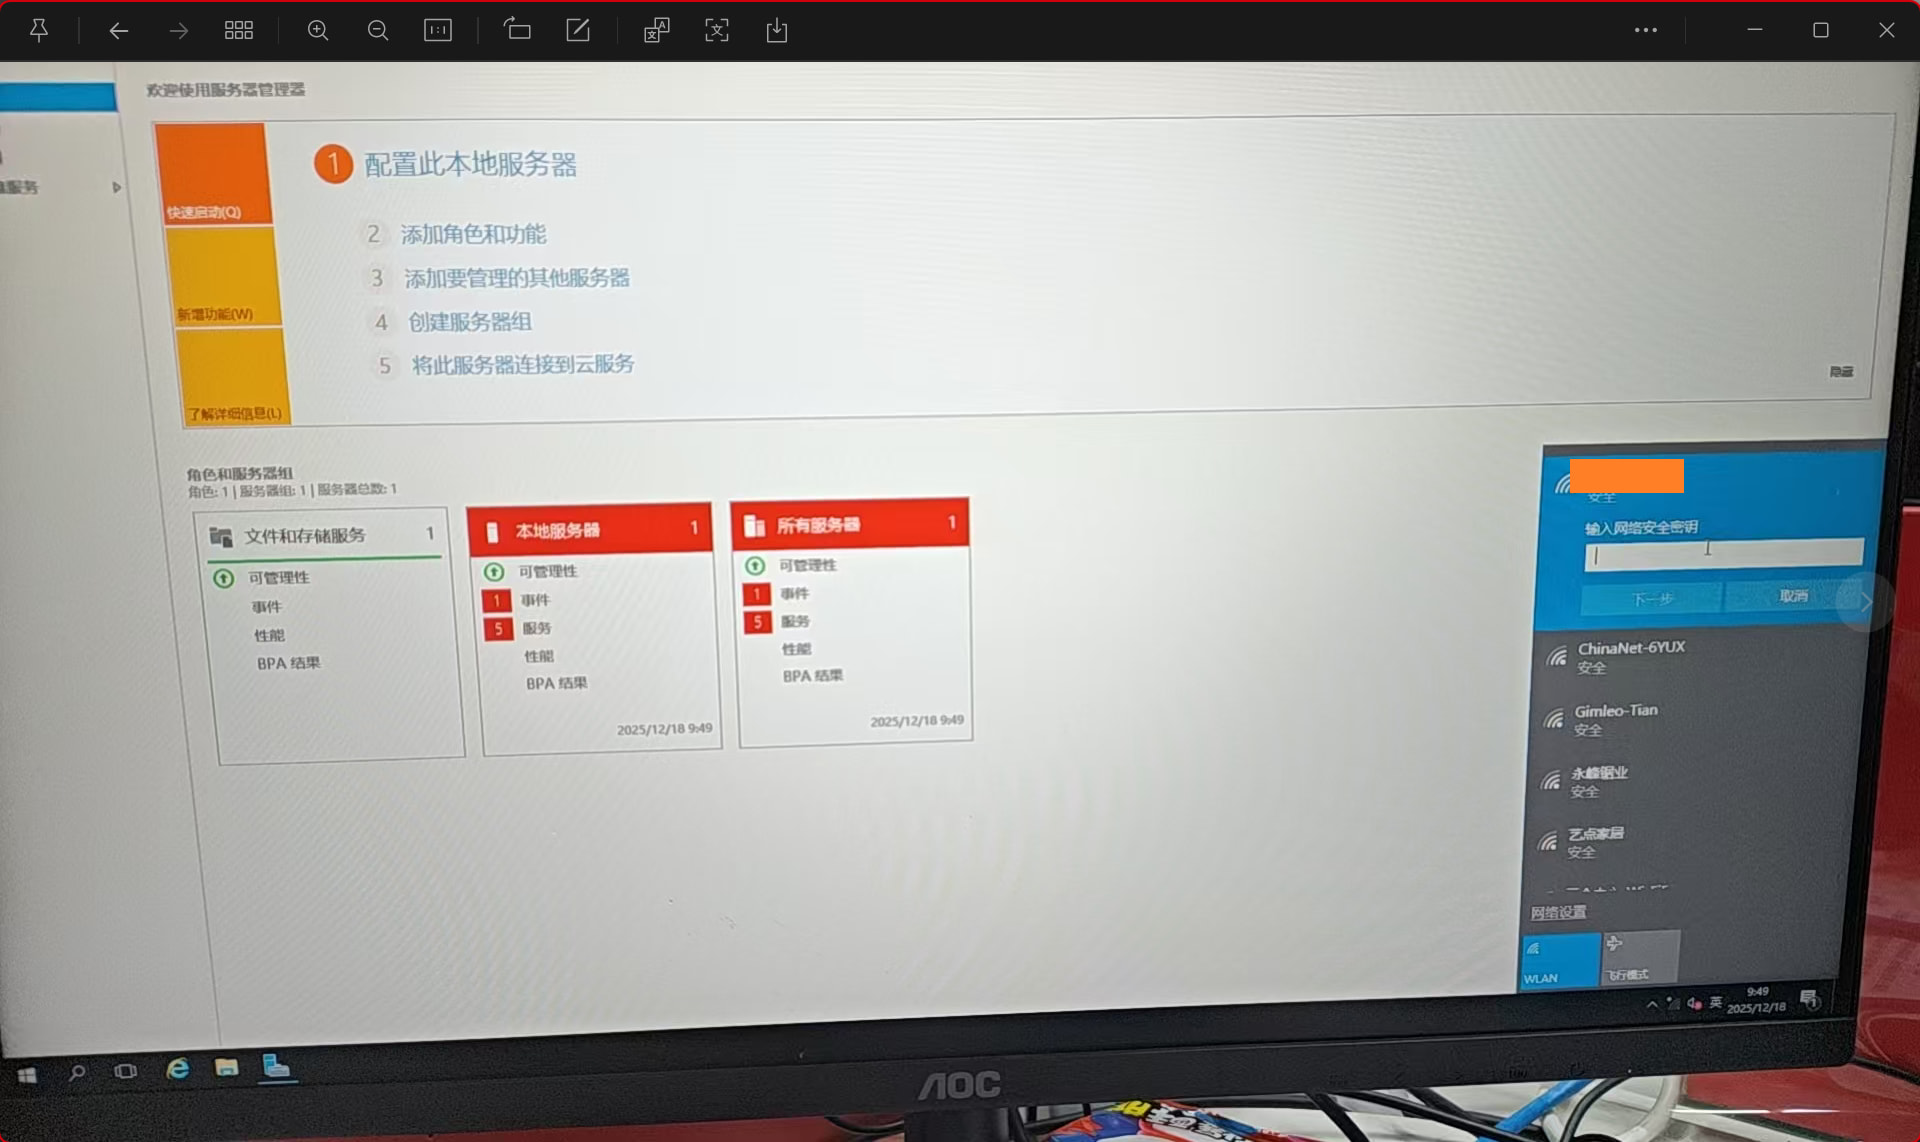 欢迎使用服务器管理器
服务
1 配置此本地服务器
快速启动(Q)
2 添加角色和功能
新增功能(W)
3 添加要管理的其他服务器
4 创建服务器组
5 将此服务器连接到云服务
了解详细信息(L)
隐藏
角色和服务器组
角色: 1 | 服务器组: 1 | 服务器总数: 1
文件和存储服务 1
可管理性
事件
性能
BPA 结果
本地服务器 1
可管理性
1 事件
5 服务
性能
BPA 结果
2025/12/18 9:49
所有服务器 1
可管理性
1 事件
5 服务
性能
BPA 结果
2025/12/18 9:49
安全
输入网络安全密钥
下一步 取消
ChinaNet-6YUX
安全
Gimleo-Tian
安全
永峰铝业
安全
艺点家居
安全
网络设置
WLAN
飞行模式
英
9:49
2025/12/18
AOC